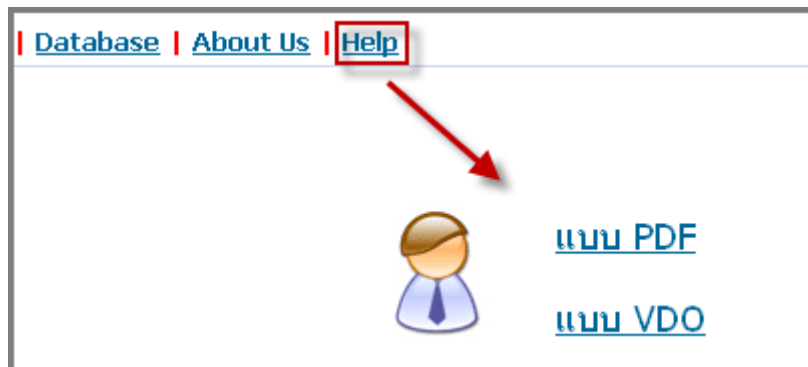 | Database | About Us | Help
แบบ PDF
แบบ VDO